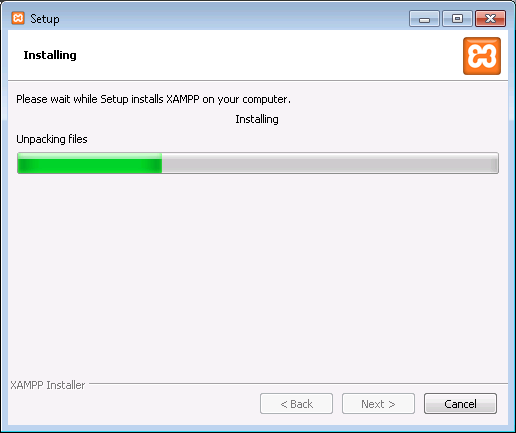 Setup
Installing
Please wait while Setup installs XAMPP on your computer.
Installing
Unpacking files
XAMPP Installer
< Back
Next >
Cancel